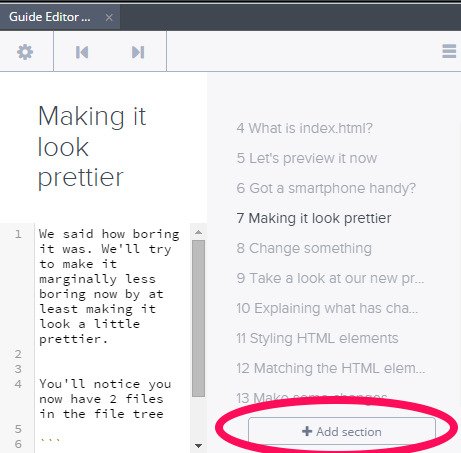 Guide Editor ... ×
Making it
look
prettier
1 We said how boring
it was. We'll try
to make it
marginally less
boring now by at
least making it
look a little
prettier.
2
3
4 You'll notice you
now have 2 files
in the file tree
5
6 ```
4 What is index.html?
5 Let's preview it now
6 Got a smartphone handy?
7 Making it look prettier
8 Change something
9 Take a look at our new pr...
10 Explaining what has cha...
11 Styling HTML elements
12 Matching the HTML elem...
13 Make some changes
+ Add section